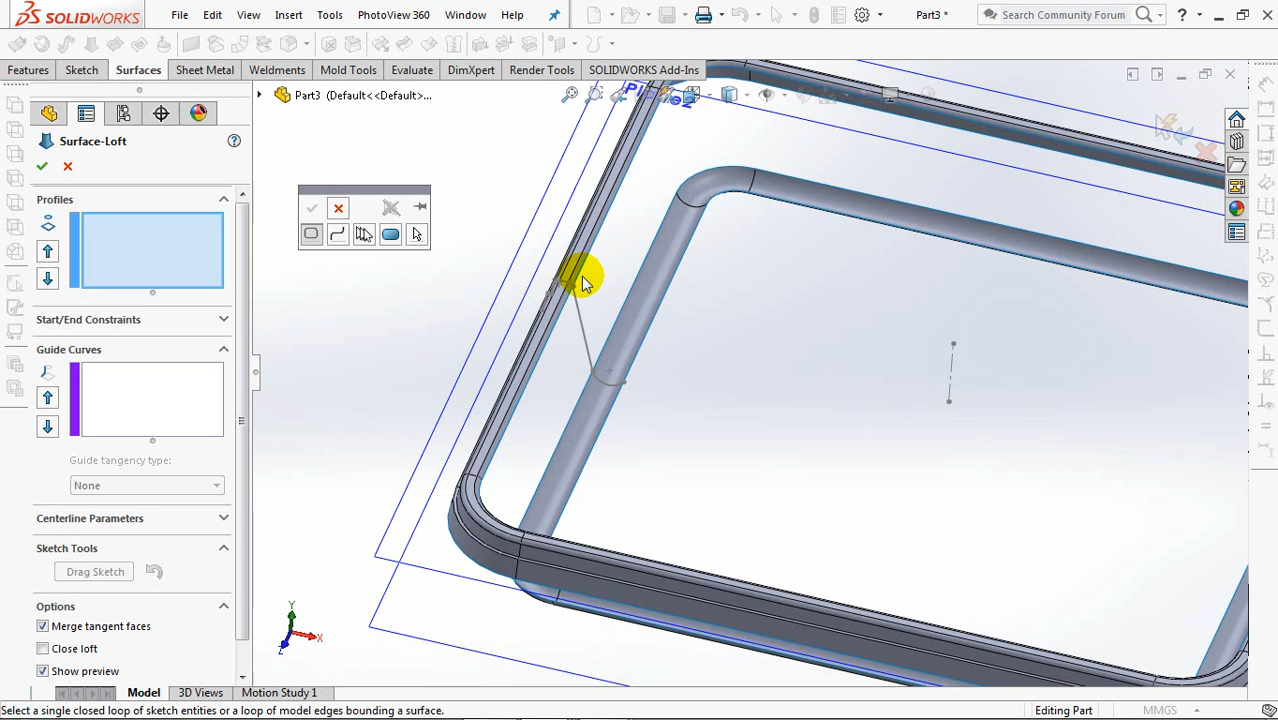 SOLIDWORKS File Edit View Insert Tools PhotoView 360 Window Help Part3 * Search Community Forum ?
Features Sketch Surfaces Sheet Metal Weldments Mold Tools Evaluate DimXpert Render Tools SOLIDWORKS Add-Ins
Part3 (Default< <Default>...
Surface-Loft ?
Profiles
Start/End Constraints
Guide Curves
Guide tangency type:
None
Centerline Parameters
Sketch Tools
Drag Sketch
Options
Merge tangent faces
Close loft
Show preview
Y
X
Z
Model 3D Views Motion Study 1
Select a single closed loop of sketch entities or a loop of model edges bounding a surface. Editing Part MMGS